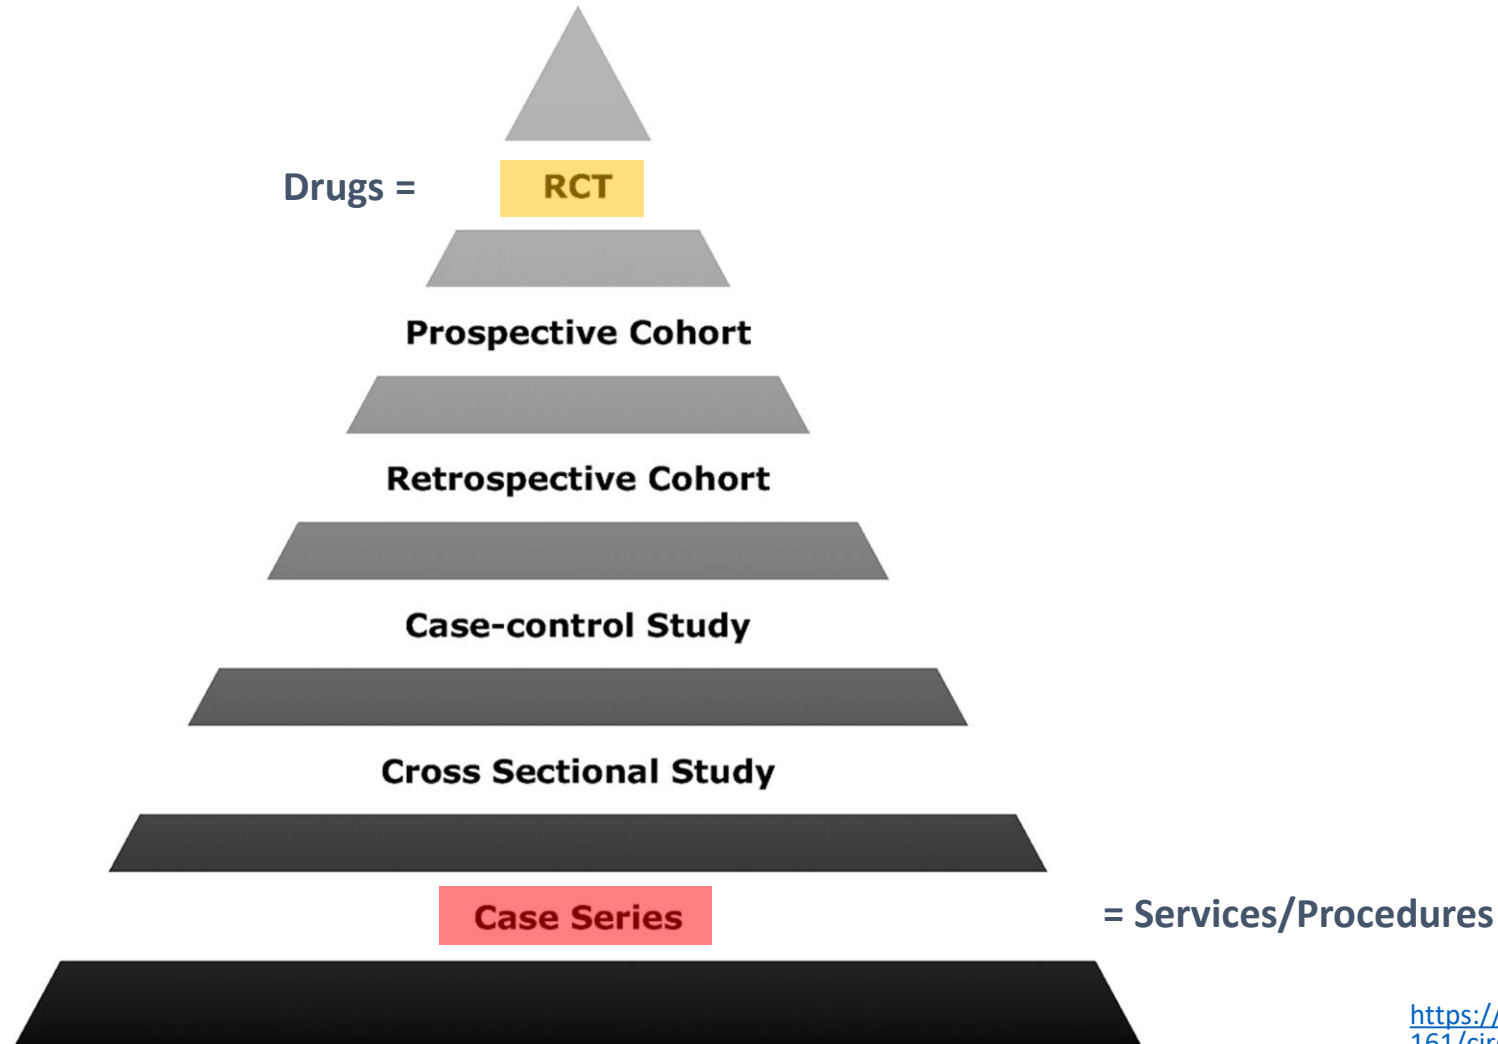 Drugs =
RCT
Prospective Cohort
Retrospective Cohort
Case-control Study
Cross Sectional Study
Case Series
= Services/Procedures
https://